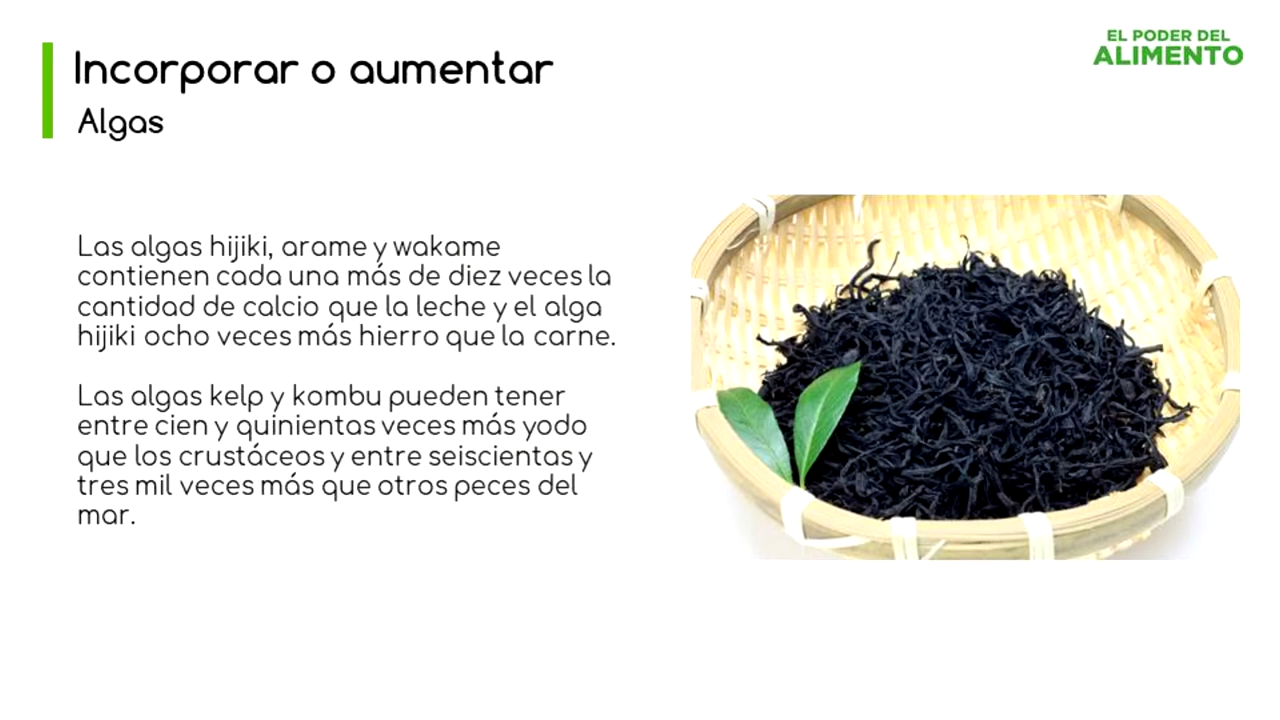 Incorporar o aumentar
Algas
EL PODER DEL
ALIMENTO
Las algas hijiki, arame y wakame
contienen cada una más de diez veces la
cantidad de calcio que la leche y el alga
hijiki ocho veces más hierro que la carne.
Las algas kelp y kombu pueden tener
entre cien y quinientas veces más yodo
que los crustáceos y entre seiscientas y
tres mil veces más que otros peces del
mar.